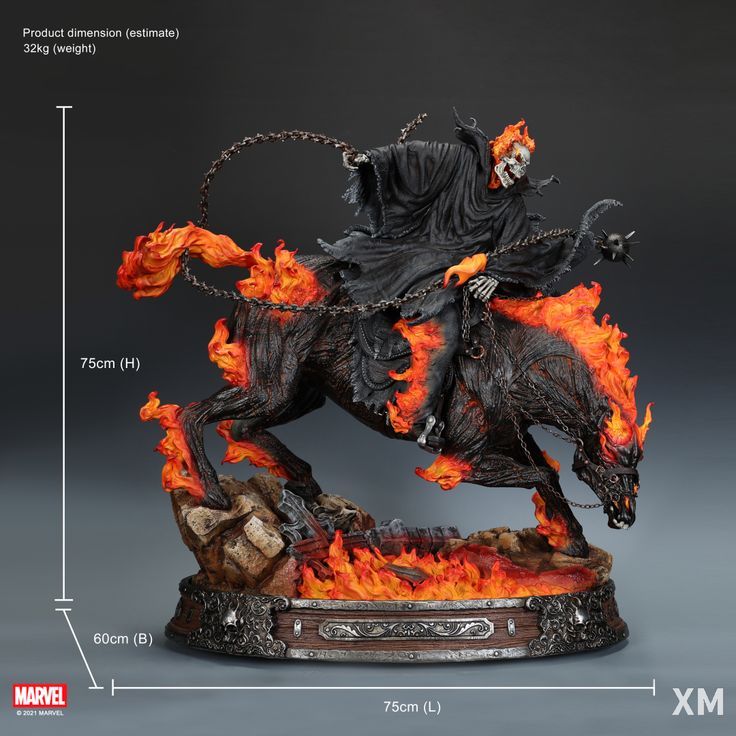 Product dimension (estimate)
32kg (weight)
75cm (H)
60cm (B)
75cm (L)
MARVEL
© 2021 MARVEL
XM